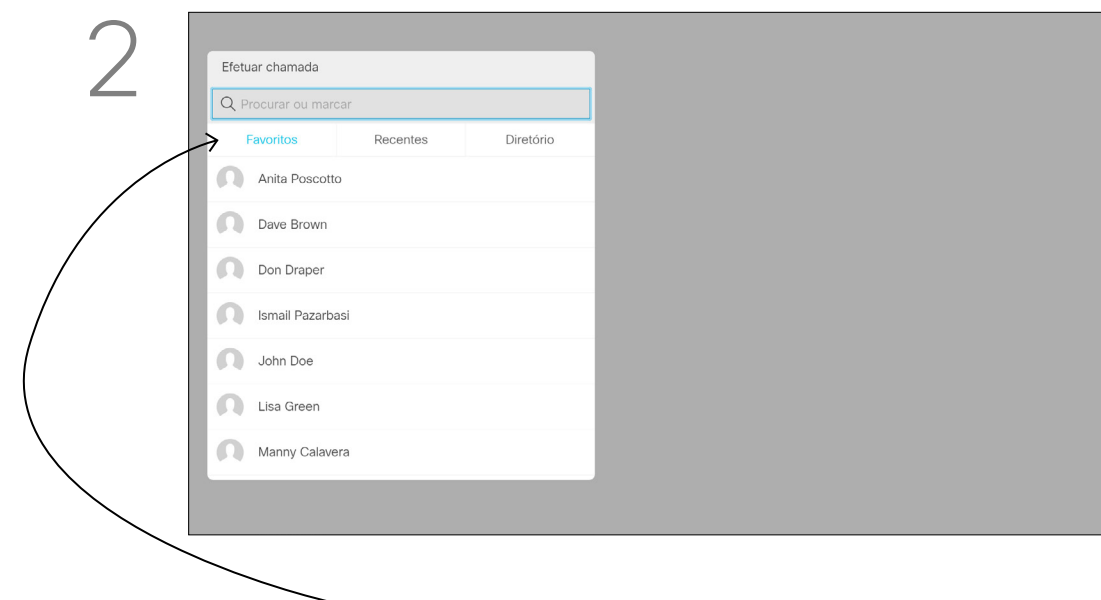 2
Efetuar chamada
Procurar ou marcar
Favoritos Recentes Diretório
Anita Poscotto
Dave Brown
Don Draper
Ismail Pazarbasi
John Doe
Lisa Green
Manny Calavera